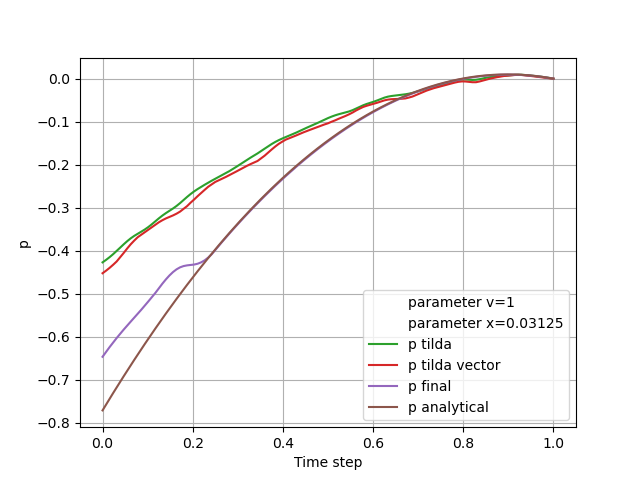 0.0
−0.1
−0.2
−0.3
−0.4
−0.5
−0.6
−0.7
−0.8
p
0.0 0.2 0.4 0.6 0.8 1.0
Time step
parameter v=1
parameter x=0.03125
p tilda
p tilda vector
p final
p analytical